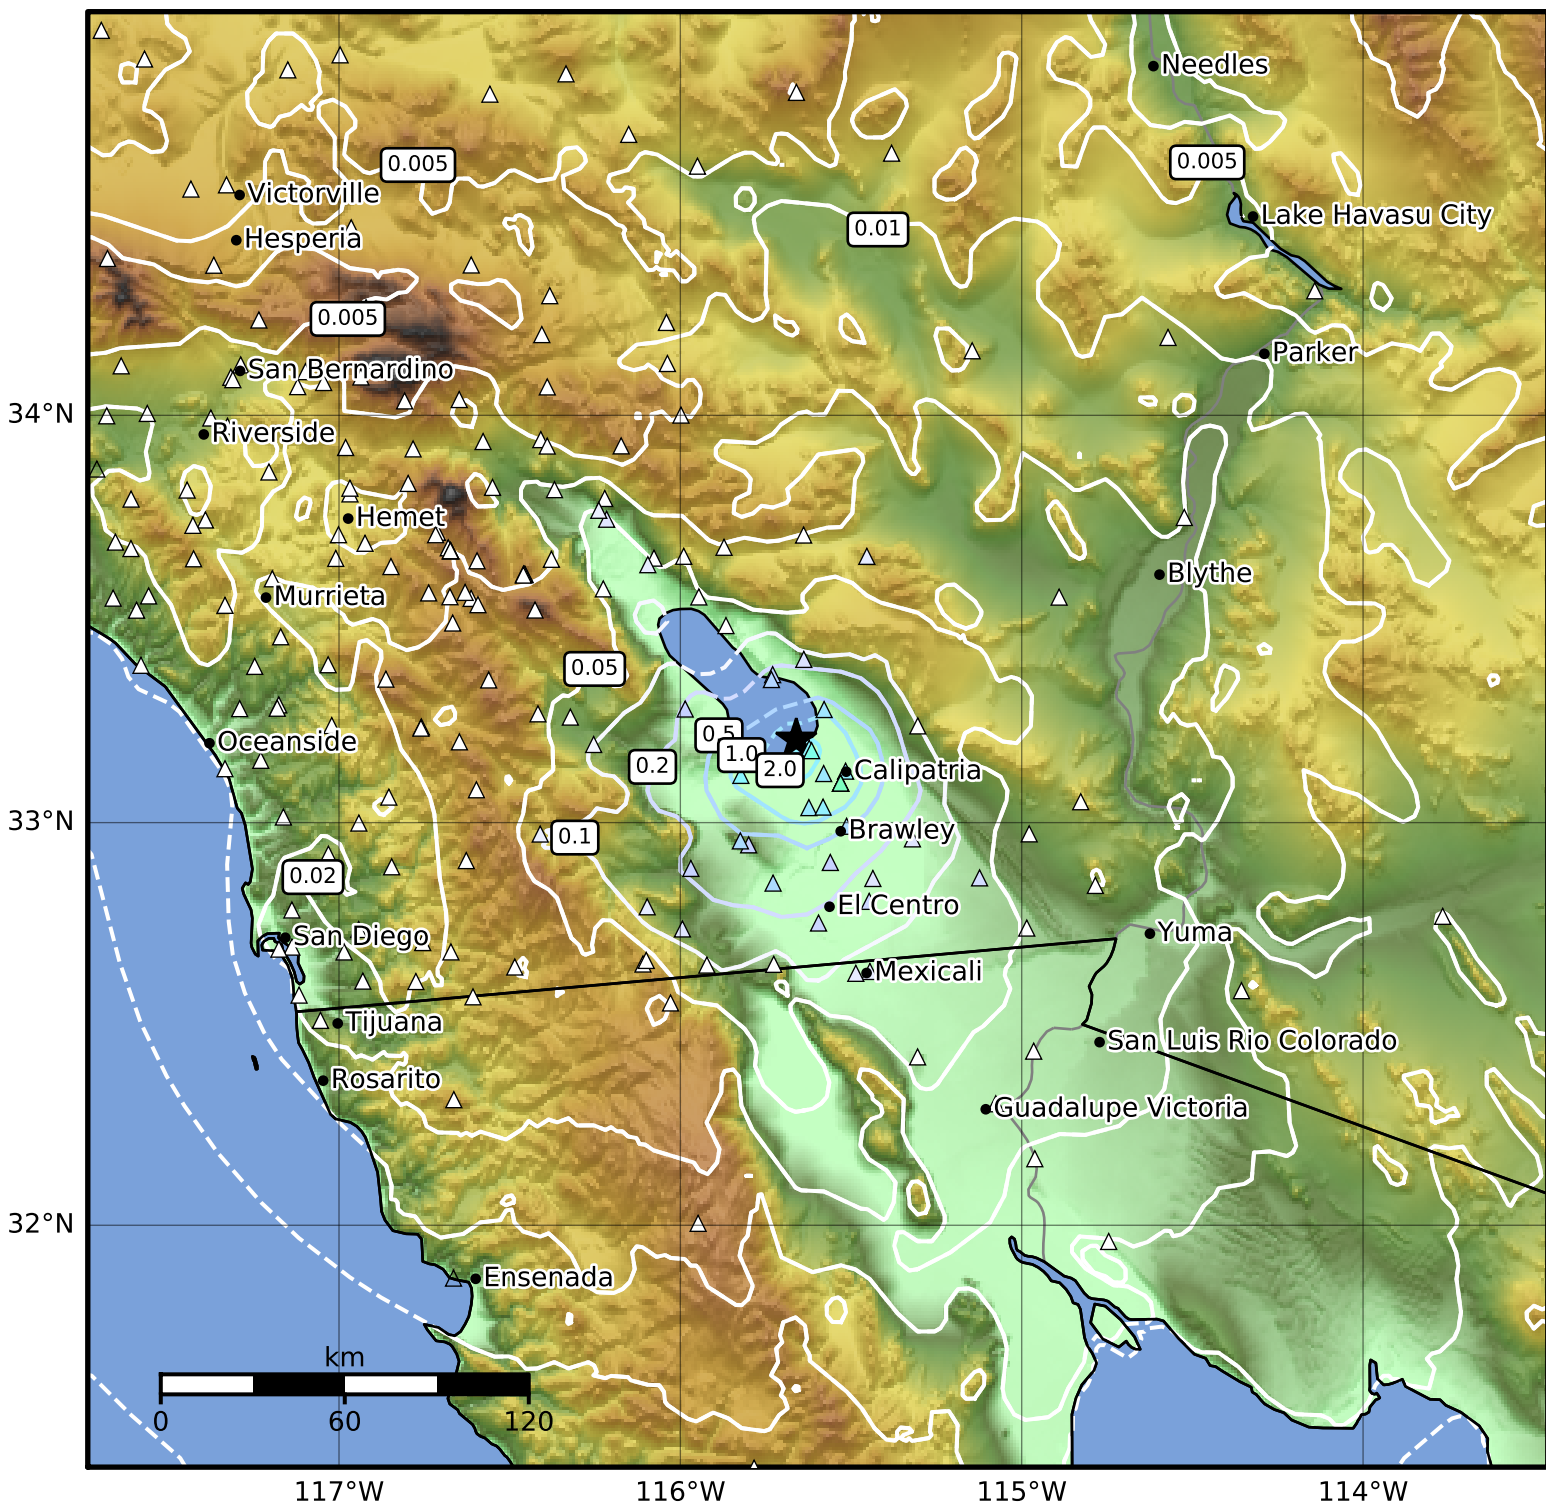 Needles
0.005
0.005
Victorville
Lake Havasu City
0.01
Hesperia
0.005
Parker
San Bernardino
34°N
Riverside
Hemet
Blythe
Murrieta
0.05
Oceanside
0.5
1.0
0.2
2.0
Calipatria
33°N
Brawley
0.1
0.02
El Centro
San Diego
Yuma
Mexicali
Tijuana
San Luis Rio Colorado
Rosarito
Guadalupe Victoria
32°N
Ensenada
km
0 60 120
117°W 116°W 115°W 114°W